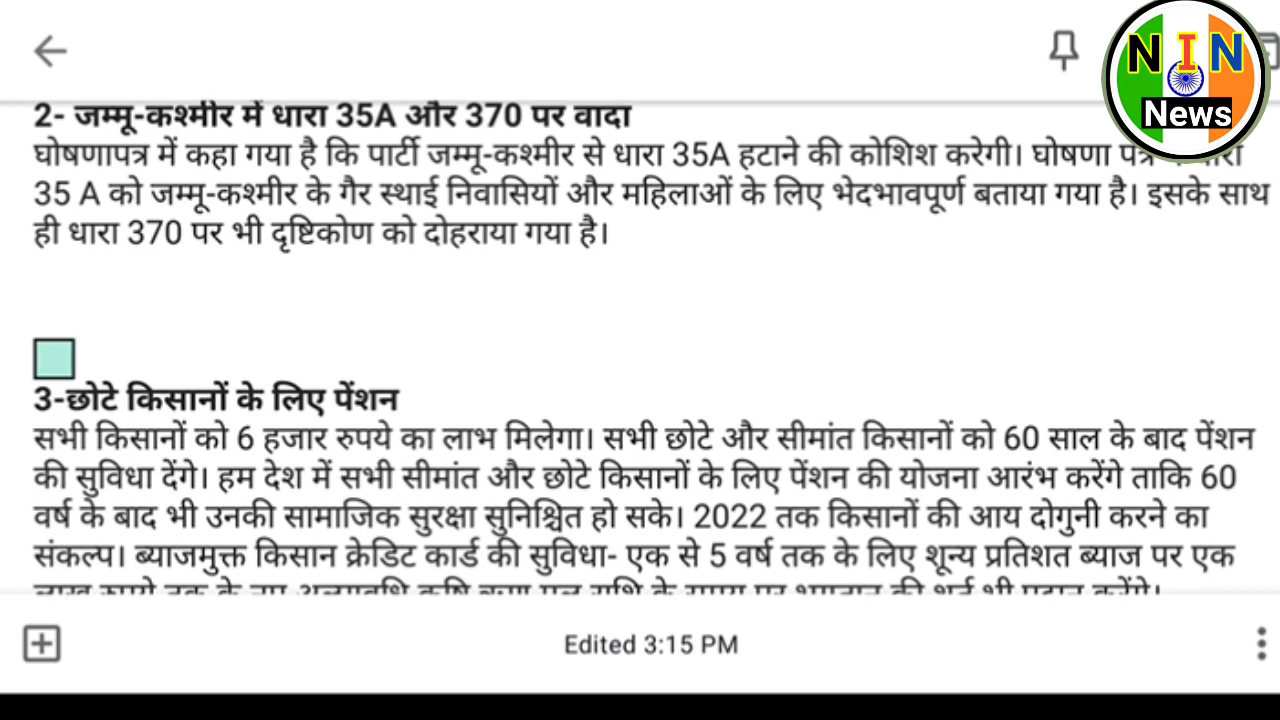 NIN
News
2- जम्मू-कश्मीर में धारा 35A और 370 पर वादा
घोषणापत्र में कहा गया है कि पार्टी जम्मू-कश्मीर से धारा 35A हटाने की कोशिश करेगी। घोषणा पत्र
35 A को जम्मू-कश्मीर के गैर स्थाई निवासियों और महिलाओं के लिए भेदभावपूर्ण बताया गया है। इसके साथ
ही धारा 370 पर भी दृष्टिकोण को दोहराया गया है।
3-छोटे किसानों के लिए पेंशन
सभी किसानों को 6 हजार रुपये का लाभ मिलेगा। सभी छोटे और सीमांत किसानों को 60 साल के बाद पेंशन
की सुविधा देंगे। हम देश में सभी सीमांत और छोटे किसानों के लिए पेंशन की योजना आरंभ करेंगे ताकि 60
वर्ष के बाद भी उनकी सामाजिक सुरक्षा सुनिश्चित हो सके। 2022 तक किसानों की आय दोगुनी करने का
संकल्प। ब्याजमुक्त किसान क्रेडिट कार्ड की सुविधा- एक से 5 वर्ष तक के लिए शून्य प्रतिशत ब्याज पर एक
Edited 3:15 PM